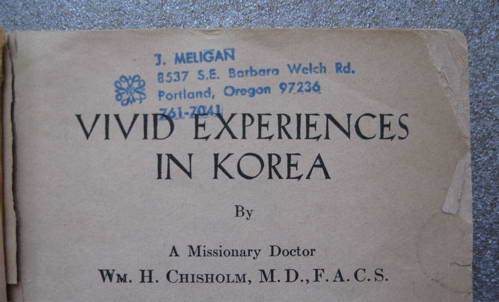 J. MELIGAN
8537 S.E. Barbara Welch Rd.
Portland, Oregon 97236
761-7041
VIVID EXPERIENCES
IN KOREA
By
A Missionary Doctor
WM. H. CHISHOLM, M.D., F.A.C.S.